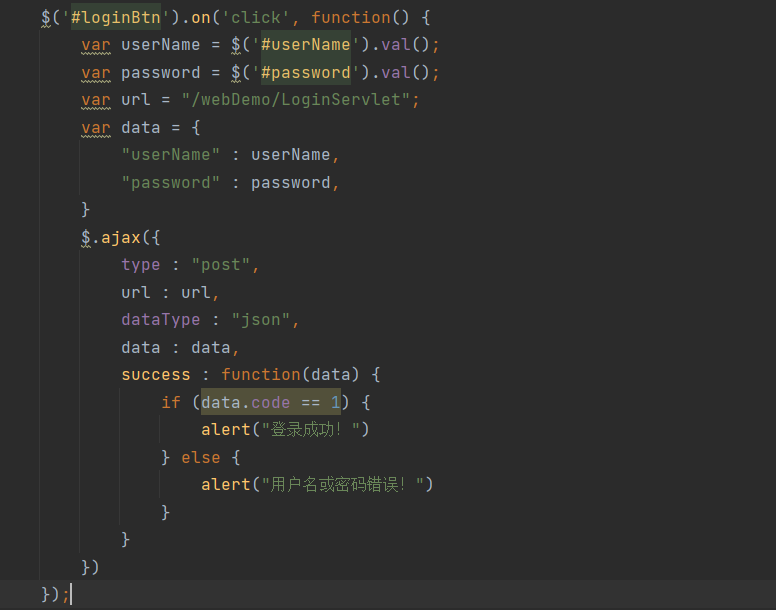 $('#loginBtn').on('click', function() {
    var userName = $('#userName').val();
    var password = $('#password').val();
    var url = "/webDemo/LoginServlet";
    var data = {
        "userName" : userName,
        "password" : password,
    }
    $.ajax({
        type : "post",
        url : url,
        dataType : "json",
        data : data,
        success : function(data) {
            if (data.code == 1) {
                alert("登录成功！")
            } else {
                alert("用户名或密码错误！")
            }
        }
    })
});